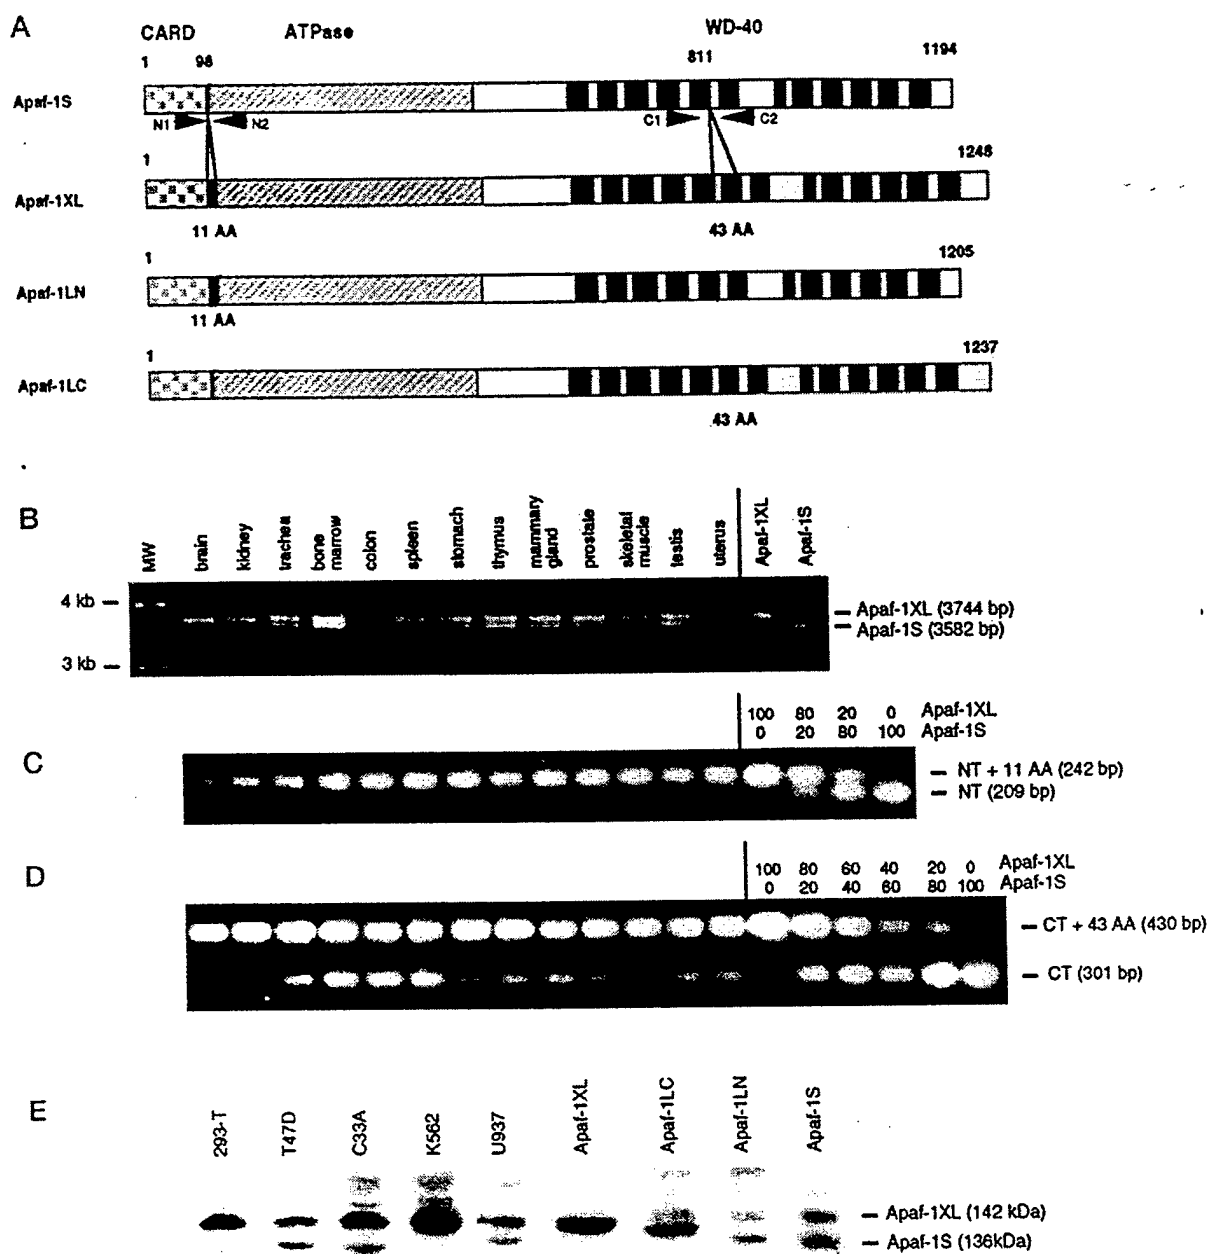 A
CARD ATPase WD-40
1 98 811 1194
Apaf-1S
N1 N2 C1 C2
1 1248
Apaf-1XL
11 AA 43 AA
1 1205
Apaf-1LN
11 AA
1 1237
Apaf-1LC
43 AA
B
MW brain kidney trachea bone marrow colon spleen stomach thymus mammary gland prostate skeletal muscle testis uterus Apaf-1XL Apaf-1S
4 kb
Apaf-1XL (3744 bp)
Apaf-1S (3582 bp)
3 kb
100 80 20 0 Apaf-1XL
0 20 80 100 Apaf-1S
C
NT + 11 AA (242 bp)
NT (209 bp)
D
100 80 60 40 20 0 Apaf-1XL
0 20 40 60 80 100 Apaf-1S
CT + 43 AA (430 bp)
CT (301 bp)
E
293-T T47D C33A K562 U937 Apaf-1XL Apaf-1LC Apaf-1LN Apaf-1S
Apaf-1XL (142 kDa)
Apaf-1S (136kDa)